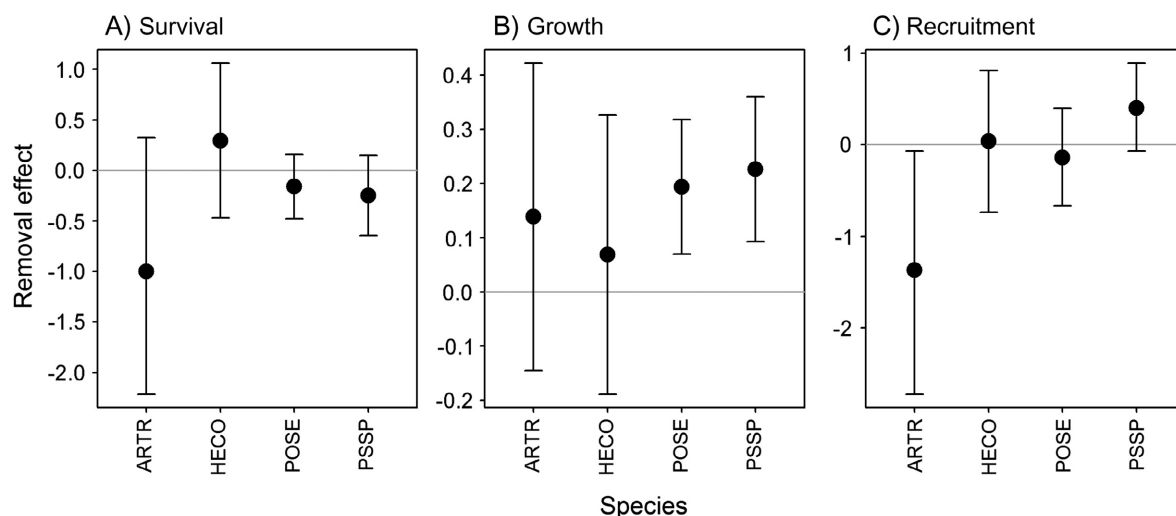 A) Survival
B) Growth
C) Recruitment
Removal effect
1.0
0.5
0.0
-0.5
-1.0
-1.5
-2.0
0.4
0.3
0.2
0.1
0.0
-0.1
-0.2
1
0
-1
-2
ARTR
HECO
POSE
PSSP
ARTR
HECO
POSE
PSSP
ARTR
HECO
POSE
PSSP
Species